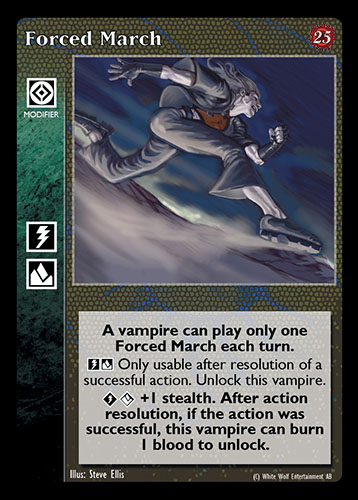 Forced March
25
MODIFIER
A vampire can play only one
Forced March each turn.
Only usable after resolution of a
successful action. Unlock this vampire.
+1 stealth. After action
resolution, if the action was
successful, this vampire can burn
1 blood to unlock.
Illus: Steve Ellis
(C) White Wolf Entertainment AB